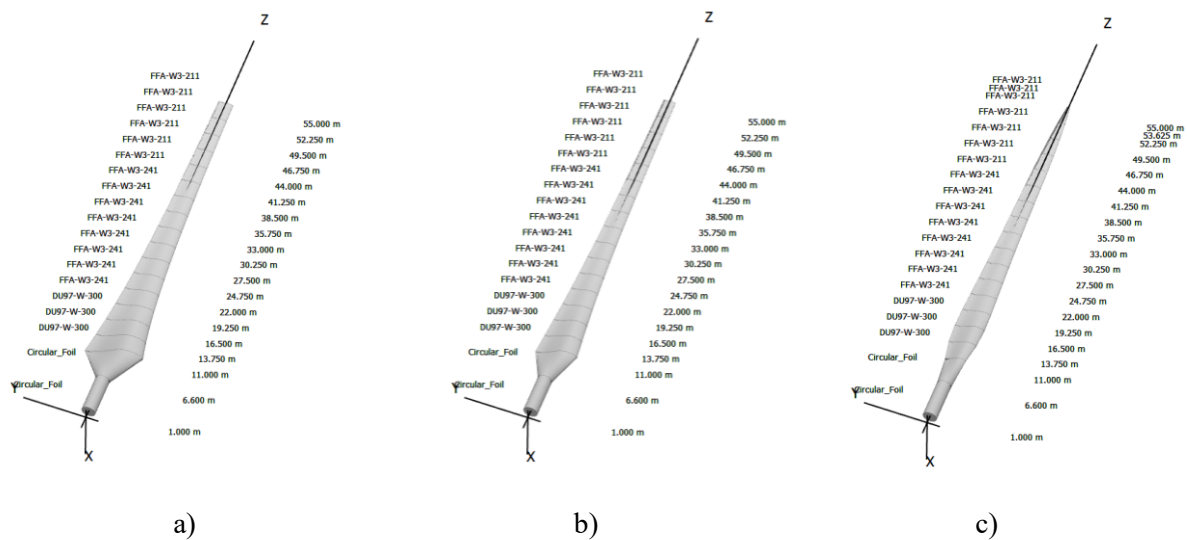 Z
FFA-W3-211
FFA-W3-211
FFA-W3-211
FFA-W3-211
FFA-W3-211
FFA-W3-211
FFA-W3-241
FFA-W3-241
FFA-W3-241
FFA-W3-241
FFA-W3-241
FFA-W3-241
FFA-W3-241
FFA-W3-241
DU97-W-300
DU97-W-300
DU97-W-300
Circular_Foil
Circular_Foil
Y
X
55.000 m
52.250 m
49.500 m
46.750 m
44.000 m
41.250 m
38.500 m
35.750 m
33.000 m
30.250 m
27.500 m
24.750 m
22.000 m
19.250 m
16.500 m
13.750 m
11.000 m
6.600 m
1.000 m
a)
Z
FFA-W3-211
FFA-W3-211
FFA-W3-211
FFA-W3-211
FFA-W3-211
FFA-W3-211
FFA-W3-241
FFA-W3-241
FFA-W3-241
FFA-W3-241
FFA-W3-241
FFA-W3-241
FFA-W3-241
FFA-W3-241
DU97-W-300
DU97-W-300
DU97-W-300
Circular_Foil
Circular_Foil
Y
X
55.000 m
52.250 m
49.500 m
46.750 m
44.000 m
41.250 m
38.500 m
35.750 m
33.000 m
30.250 m
27.500 m
24.750 m
22.000 m
19.250 m
16.500 m
13.750 m
11.000 m
6.600 m
1.000 m
b)
Z
FFA-W3-211
FFA-W3-211
FFA-W3-211
FFA-W3-211
FFA-W3-211
FFA-W3-211
FFA-W3-211
FFA-W3-241
FFA-W3-241
FFA-W3-241
FFA-W3-241
FFA-W3-241
FFA-W3-241
FFA-W3-241
FFA-W3-241
DU97-W-300
DU97-W-300
DU97-W-300
Circular_Foil
Circular_Foil
Y
X
55.000 m
53.625 m
52.250 m
49.500 m
46.750 m
44.000 m
41.250 m
38.500 m
35.750 m
33.000 m
30.250 m
27.500 m
24.750 m
22.000 m
19.250 m
16.500 m
13.750 m
11.000 m
6.600 m
1.000 m
c)